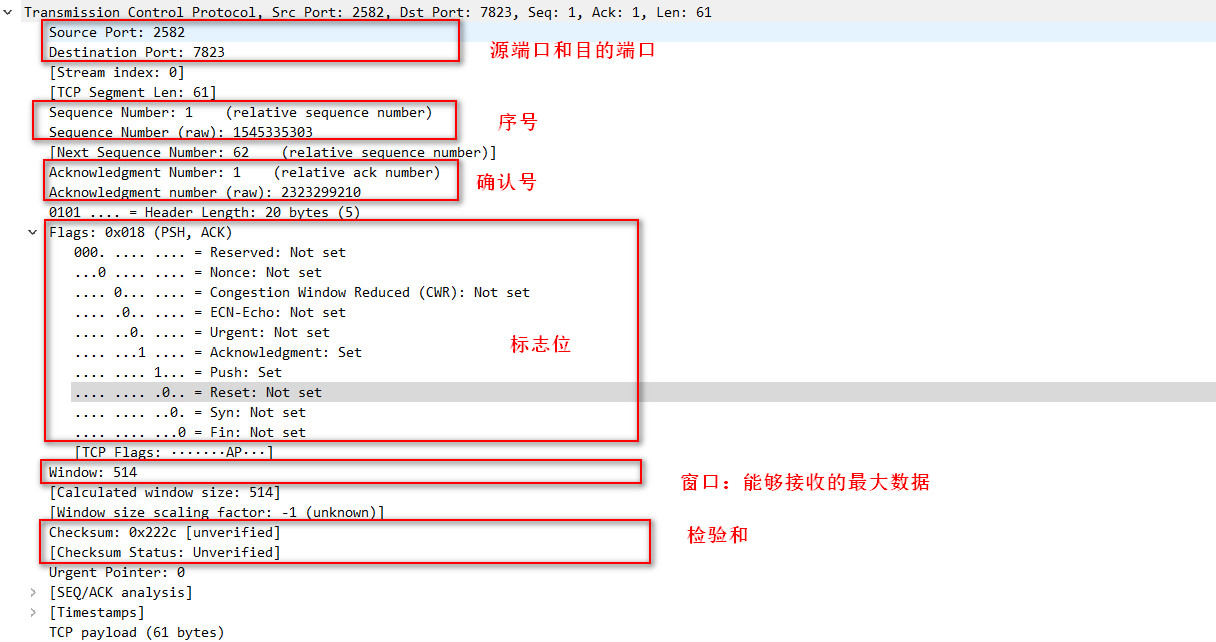 Transmission Control Protocol, Src Port: 2582, Dst Port: 7823, Seq: 1, Ack: 1, Len: 61
Source Port: 2582
Destination Port: 7823
源端口和目的端口
[Stream index: 0]
[TCP Segment Len: 61]
Sequence Number: 1    (relative sequence number)
序号
Sequence Number (raw): 1545335303
[Next Sequence Number: 62    (relative sequence number)]
Acknowledgment Number: 1    (relative ack number)
确认号
Acknowledgment number (raw): 2323299210
0101 .... = Header Length: 20 bytes (5)
Flags: 0x018 (PSH, ACK)
000. .... .... = Reserved: Not set
...0 .... .... = Nonce: Not set
.... 0... .... = Congestion Window Reduced (CWR): Not set
.... .0.. .... = ECN-Echo: Not set
.... ..0. .... = Urgent: Not set
.... ...1 .... = Acknowledgment: Set
标志位
.... .... 1... = Push: Set
.... .... .0.. = Reset: Not set
.... .... ..0. = Syn: Not set
.... .... ...0 = Fin: Not set
[TCP Flags: ·······AP···]
Window: 514
窗口：能够接收的最大数据
[Calculated window size: 514]
[Window size scaling factor: -1 (unknown)]
Checksum: 0x222c [unverified]
检验和
[Checksum Status: Unverified]
Urgent Pointer: 0
[SEQ/ACK analysis]
[Timestamps]
TCP payload (61 bytes)